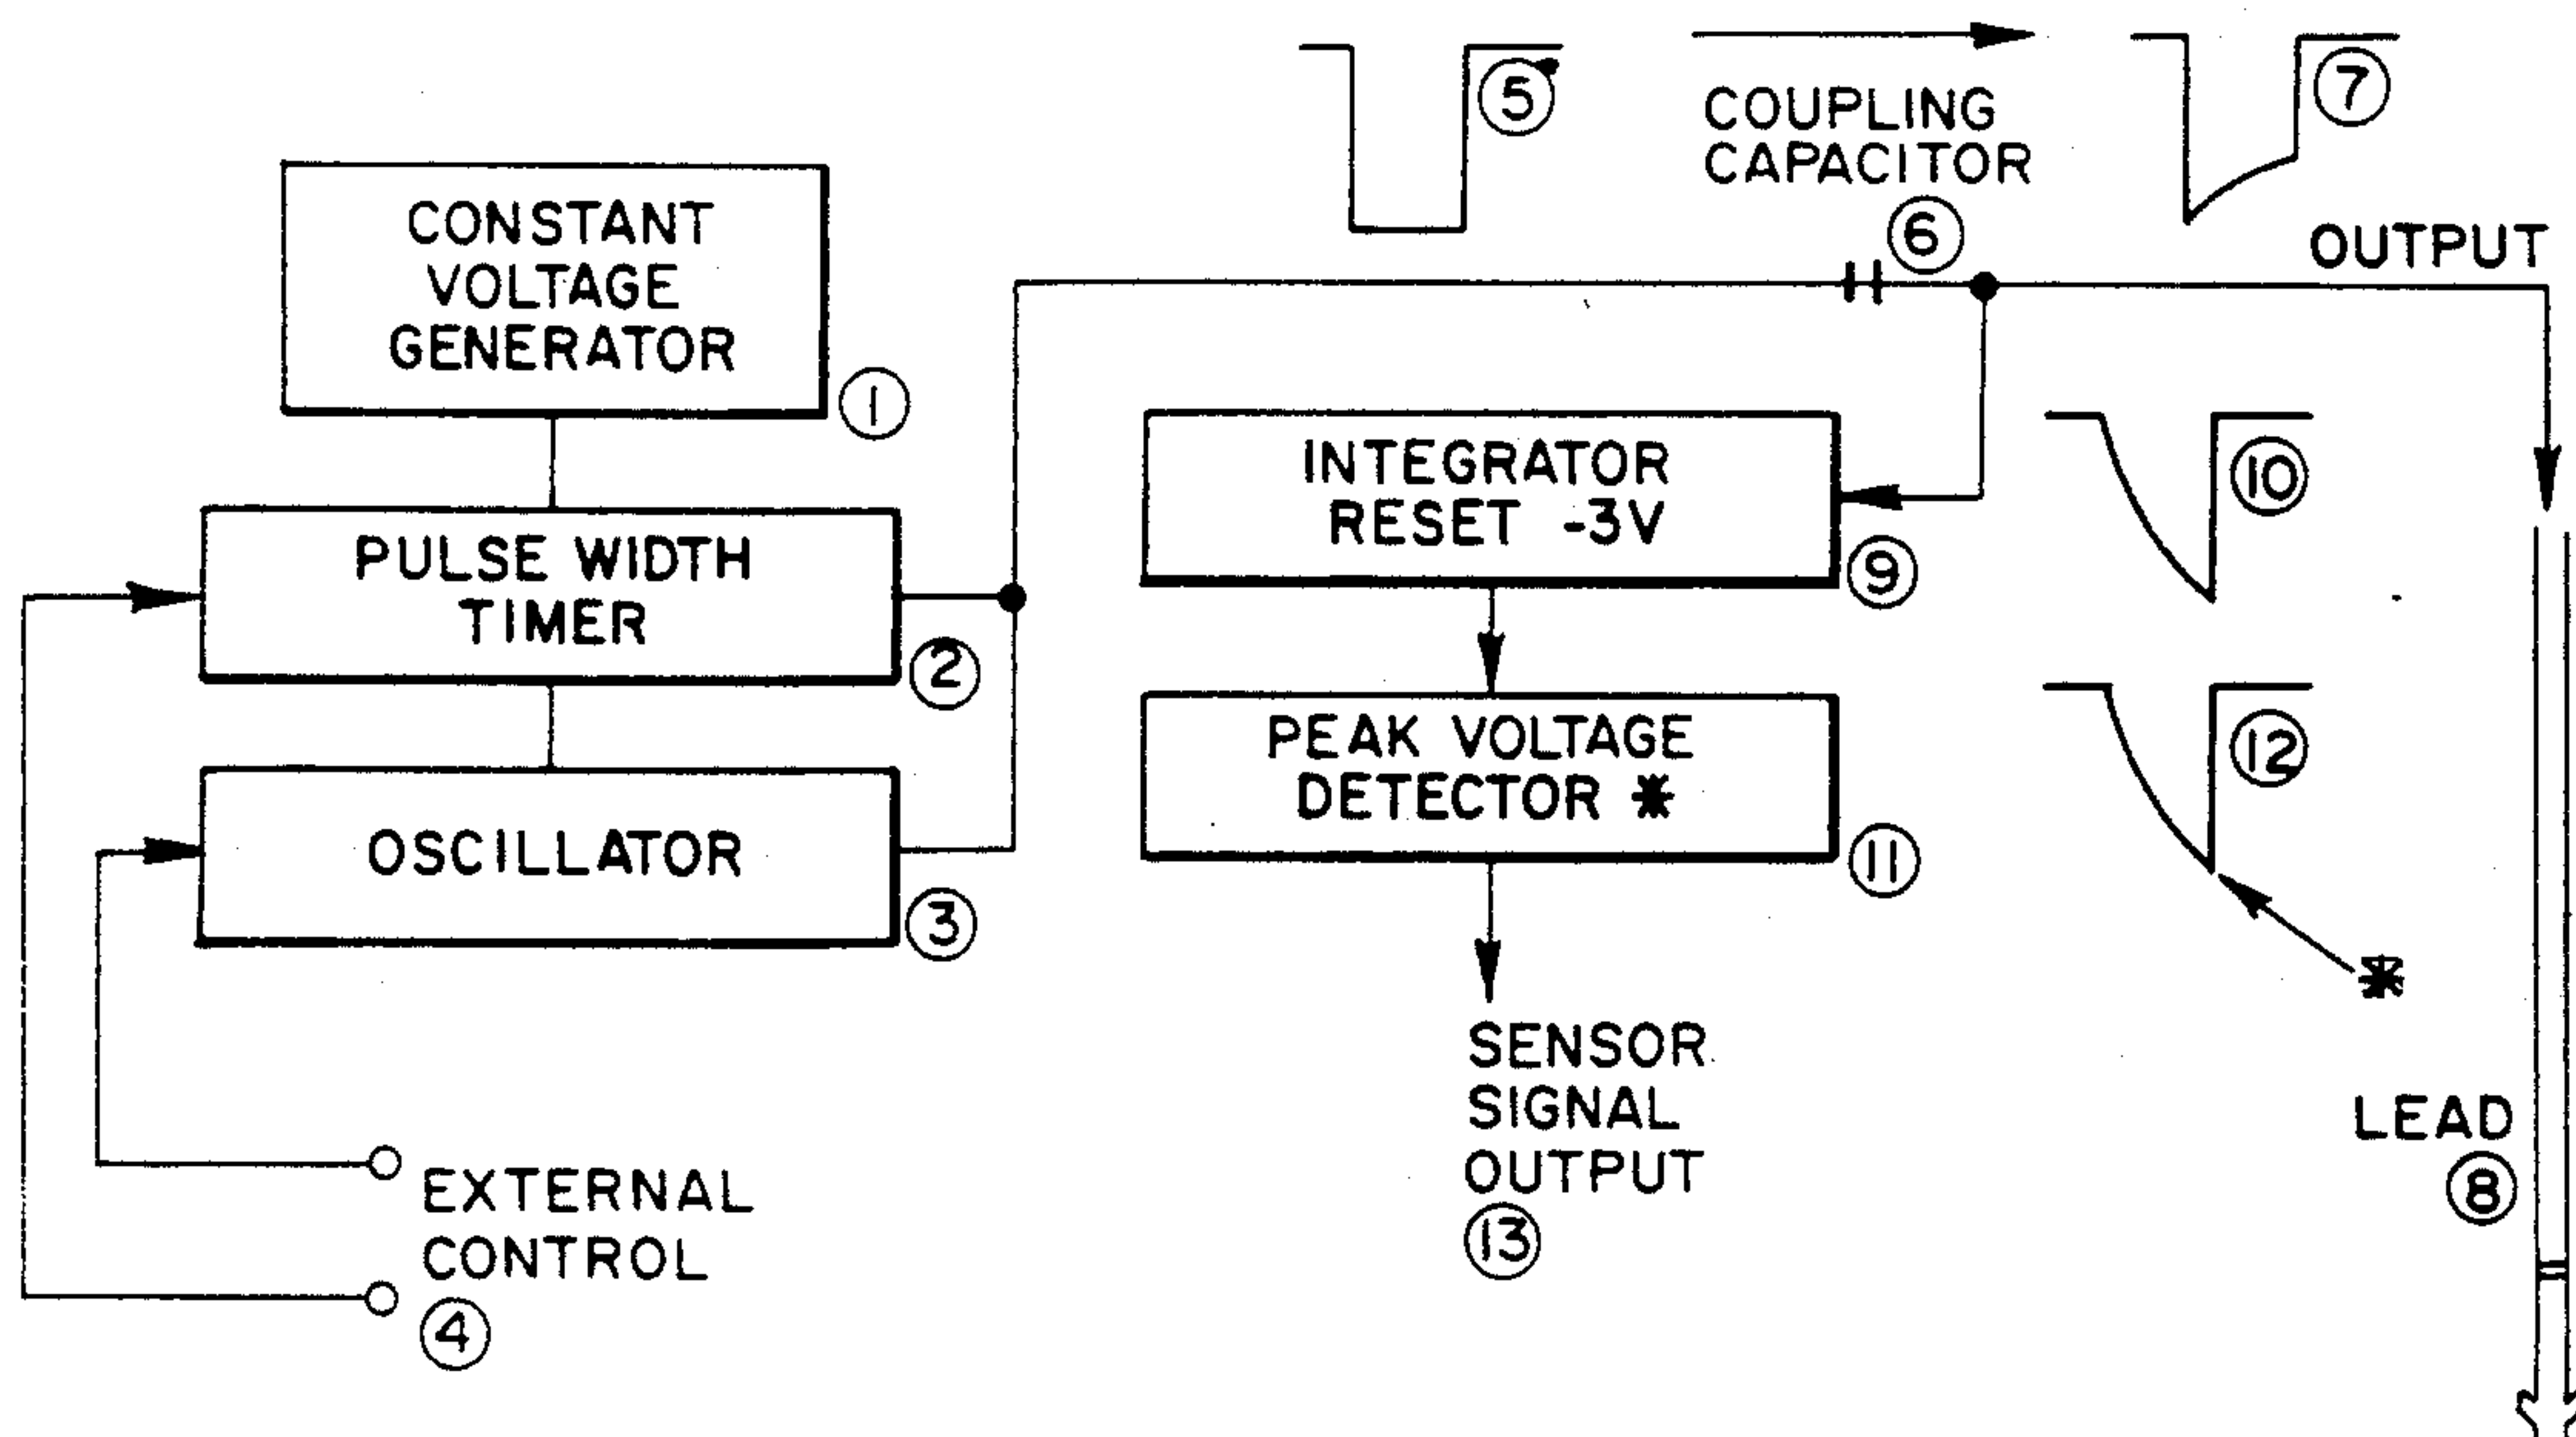 CONSTANT
VOLTAGE
GENERATOR
1
PULSE WIDTH
TIMER
2
OSCILLATOR
3
EXTERNAL
CONTROL
4
5
COUPLING
CAPACITOR
6
7
OUTPUT
INTEGRATOR
RESET -3V
9
10
PEAK VOLTAGE
DETECTOR *
11
12
*
SENSOR
SIGNAL
OUTPUT
13
LEAD
8